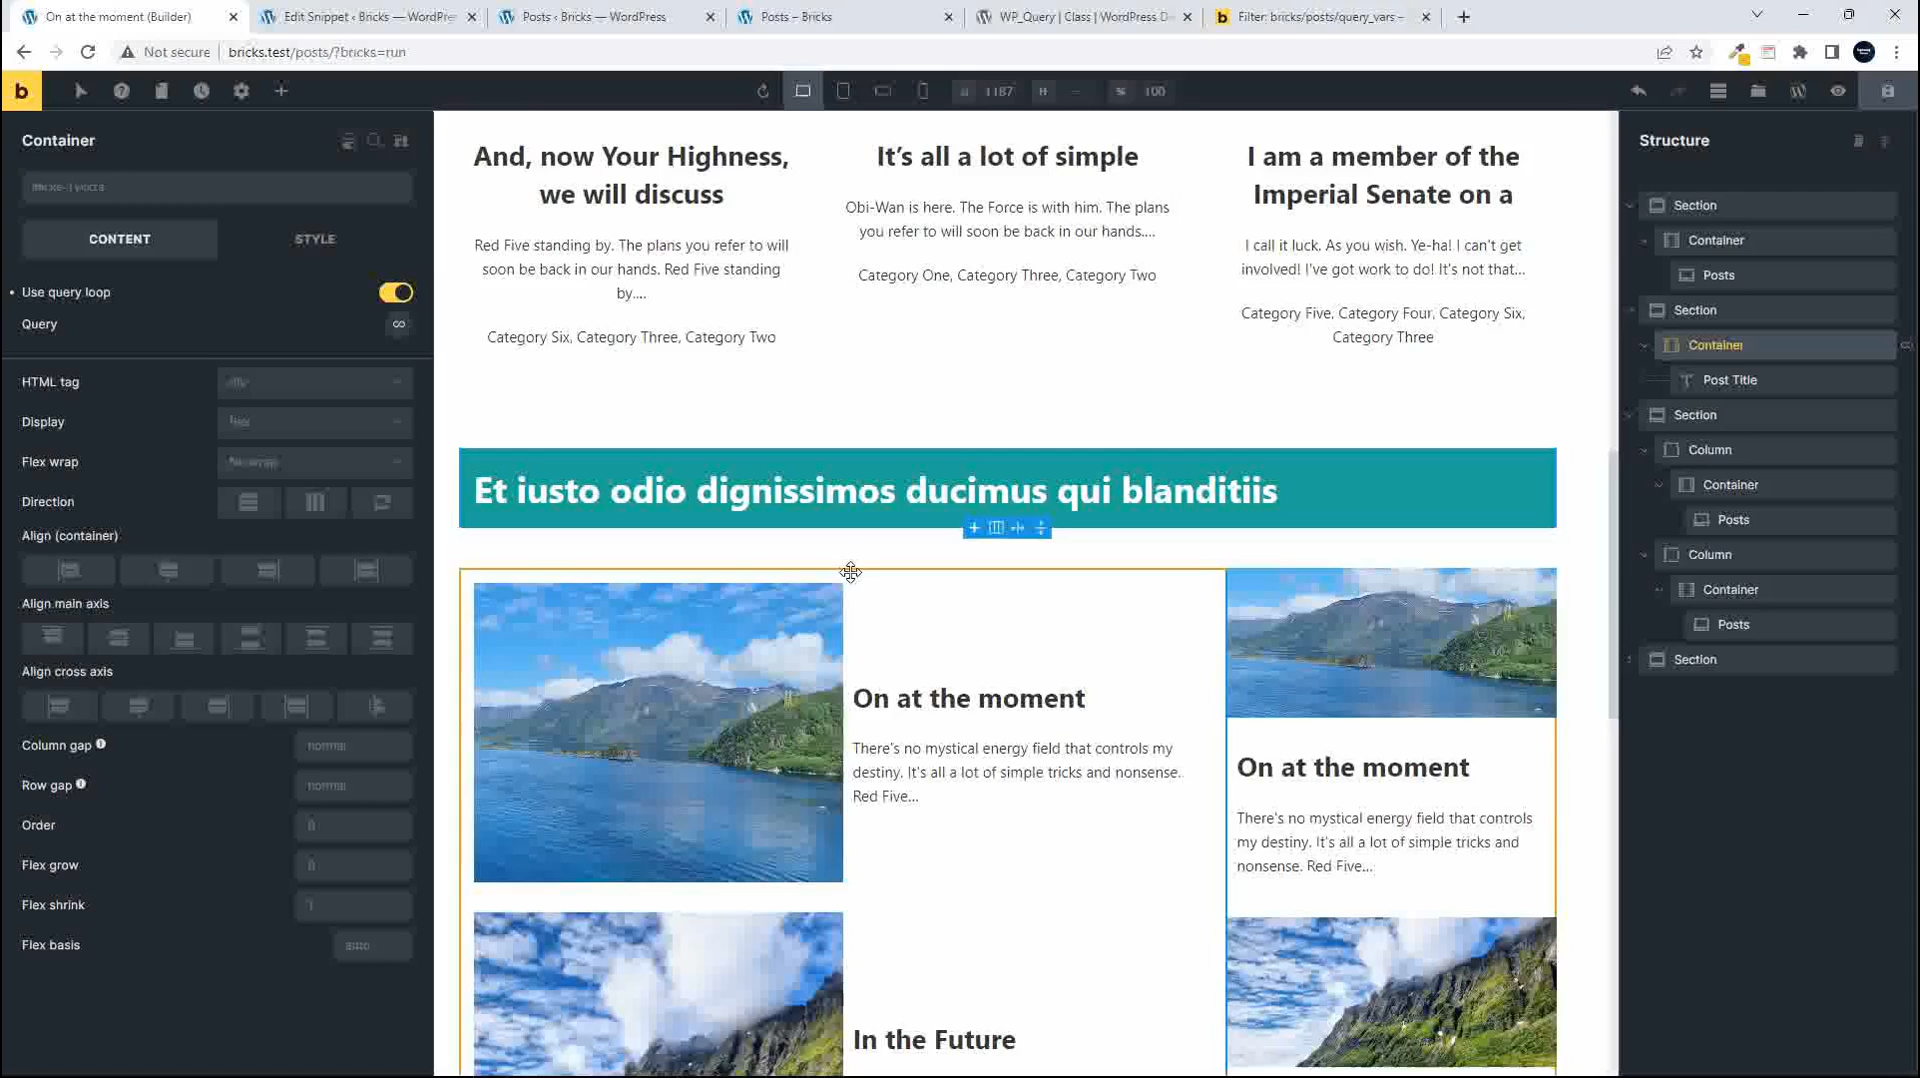 On at the moment (Builder)
Edit Snippet ‹ Bricks — WordPre
Posts ‹ Bricks — WordPress
Posts – Bricks
WP_Query | Class | WordPress D
Filter: bricks/posts/query_vars –
Not secure
bricks.test/posts/?bricks=run
b
1187
H
%
100
Container
CONTENT
STYLE
Use query loop
Query
HTML tag
Display
Flex wrap
Direction
Align (container)
Align main axis
Align cross axis
Column gap
normal
Row gap
normal
Order
0
Flex grow
0
Flex shrink
1
Flex basis
auto
And, now Your Highness,
we will discuss
Red Five standing by. The plans you refer to will
soon be back in our hands. Red Five standing
by....
Category Six, Category Three, Category Two
It’s all a lot of simple
Obi-Wan is here. The Force is with him. The plans
you refer to will soon be back in our hands....
Category One, Category Three, Category Two
I am a member of the
Imperial Senate on a
I call it luck. As you wish. Ye-ha! I can't get
involved! I've got work to do! It's not that...
Category Five, Category Four, Category Six,
Category Three
Et iusto odio dignissimos ducimus qui blanditiis
On at the moment
There's no mystical energy field that controls my
destiny. It's all a lot of simple tricks and nonsense.
Red Five...
In the Future
On at the moment
There's no mystical energy field that controls
my destiny. It's all a lot of simple tricks and
nonsense. Red Five...
Structure
Section
Container
Posts
Section
Container
Post Title
Section
Column
Container
Posts
Column
Container
Posts
Section